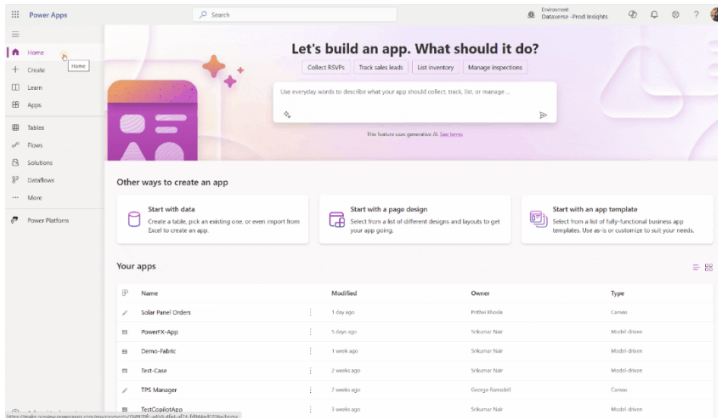 Power Apps
Search
Environment
Dataverse -Prod Insights
Home
Home
Create
Learn
Apps
Tables
Flows
Solutions
Dataflows
More
Power Platform
Let's build an app. What should it do?
Collect RSVPs
Track sales leads
List inventory
Manage inspections
Use everyday words to describe what your app should collect, track, list, or manage ...
This feature uses generative AI. See terms
Other ways to create an app
Start with data
Create a table, pick an existing one, or even import from
Excel to create an app.
Start with a page design
Select from a list of different designs and layouts to get
your app going.
Start with an app template
Select from a list of fully-functional business app
templates. Use as-is or customize to suit your needs.
Your apps
Name Modified Owner Type
Solar Panel Orders 1 day ago Canvas
PowerFX-App 5 days ago Srikumar Nair Model-driven
Demo-Fabric 1 week ago Srikumar Nair Model-driven
Test-Case 2 weeks ago Srikumar Nair Model-driven
TPS Manager 2 weeks ago George Canvas
TestCopilotApp 3 weeks ago Srikumar Nair Model-driven